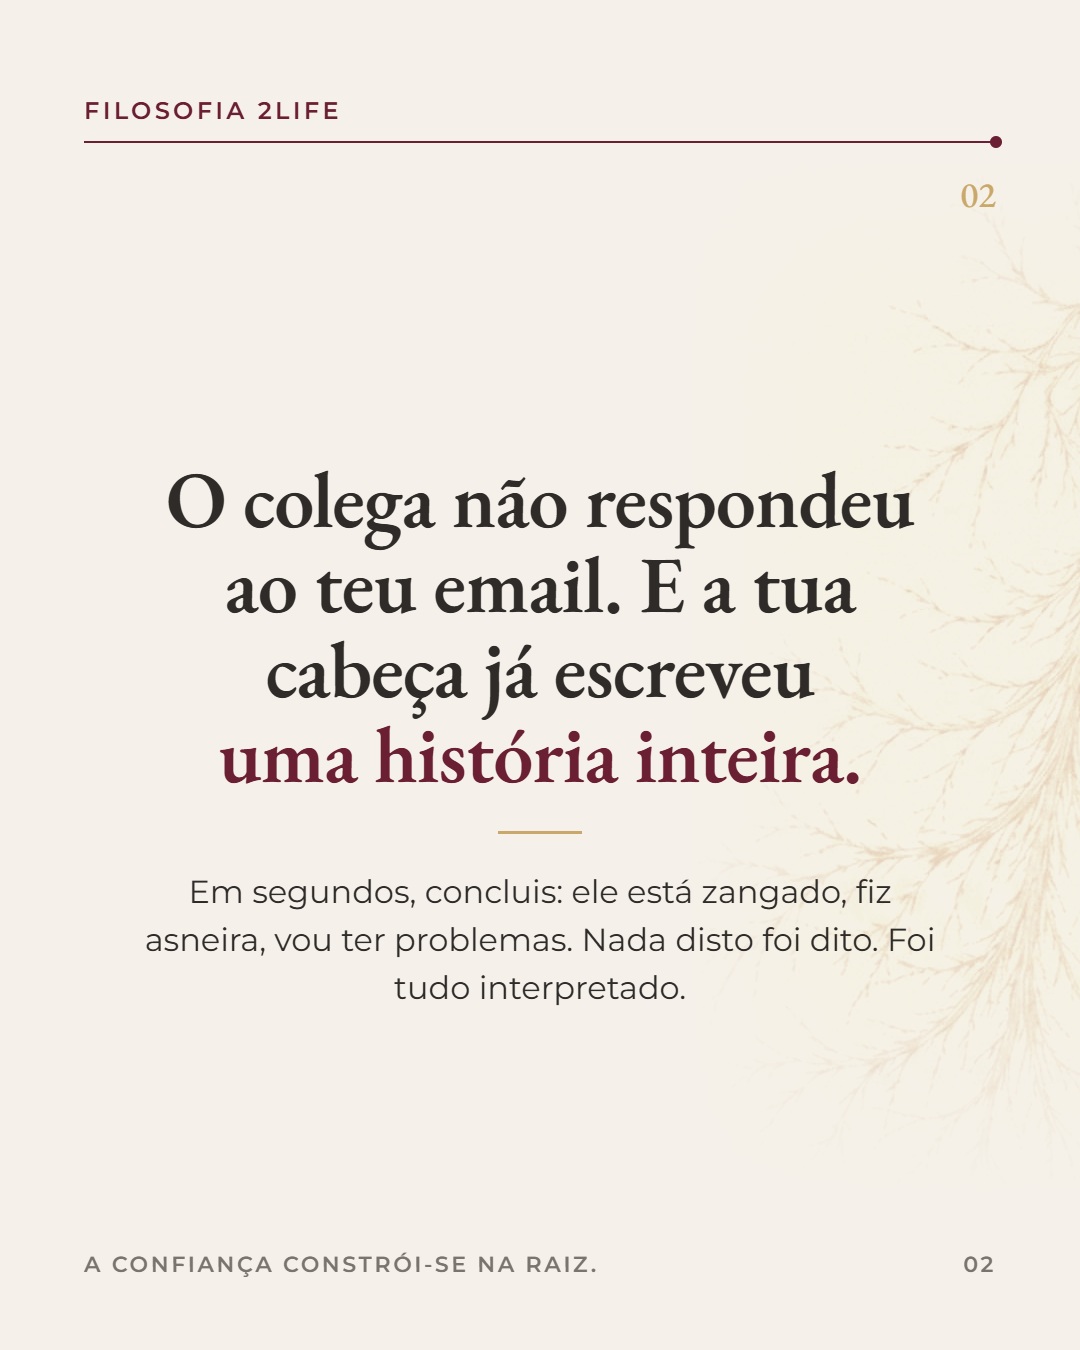 FILOSOFIA 2LIFE
02
O colega não respondeu
ao teu email. E a tua
cabeça já escreveu
uma história inteira.
Em segundos, concluis: ele está zangado, fiz
asneira, vou ter problemas. Nada disto foi dito. Foi
tudo interpretado.
A CONFIANÇA CONSTRÓI-SE NA RAIZ.
02